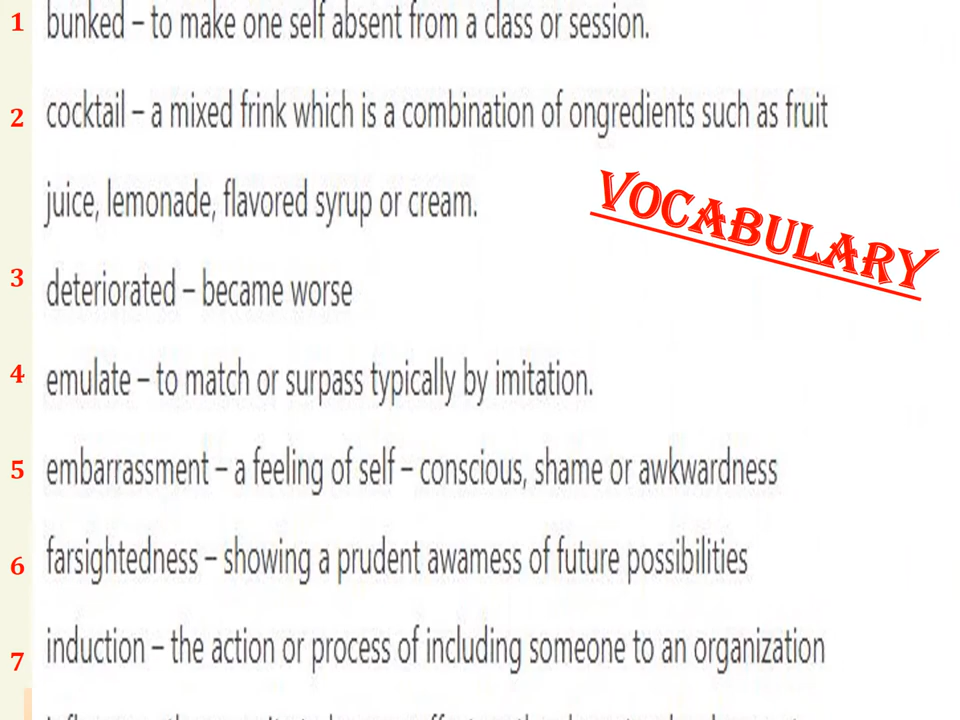 1 bunked – to make one self absent from a class or session.
2 cocktail – a mixed frink which is a combination of ongredients such as fruit
juice, lemonade, flavored syrup or cream.
VOCABULARY
3 deteriorated – became worse
4 emulate – to match or surpass typically by imitation.
5 embarrassment – a feeling of self – conscious, shame or awkwardness
6 farsightedness – showing a prudent awamess of future possibilities
7 induction – the action or process of including someone to an organization